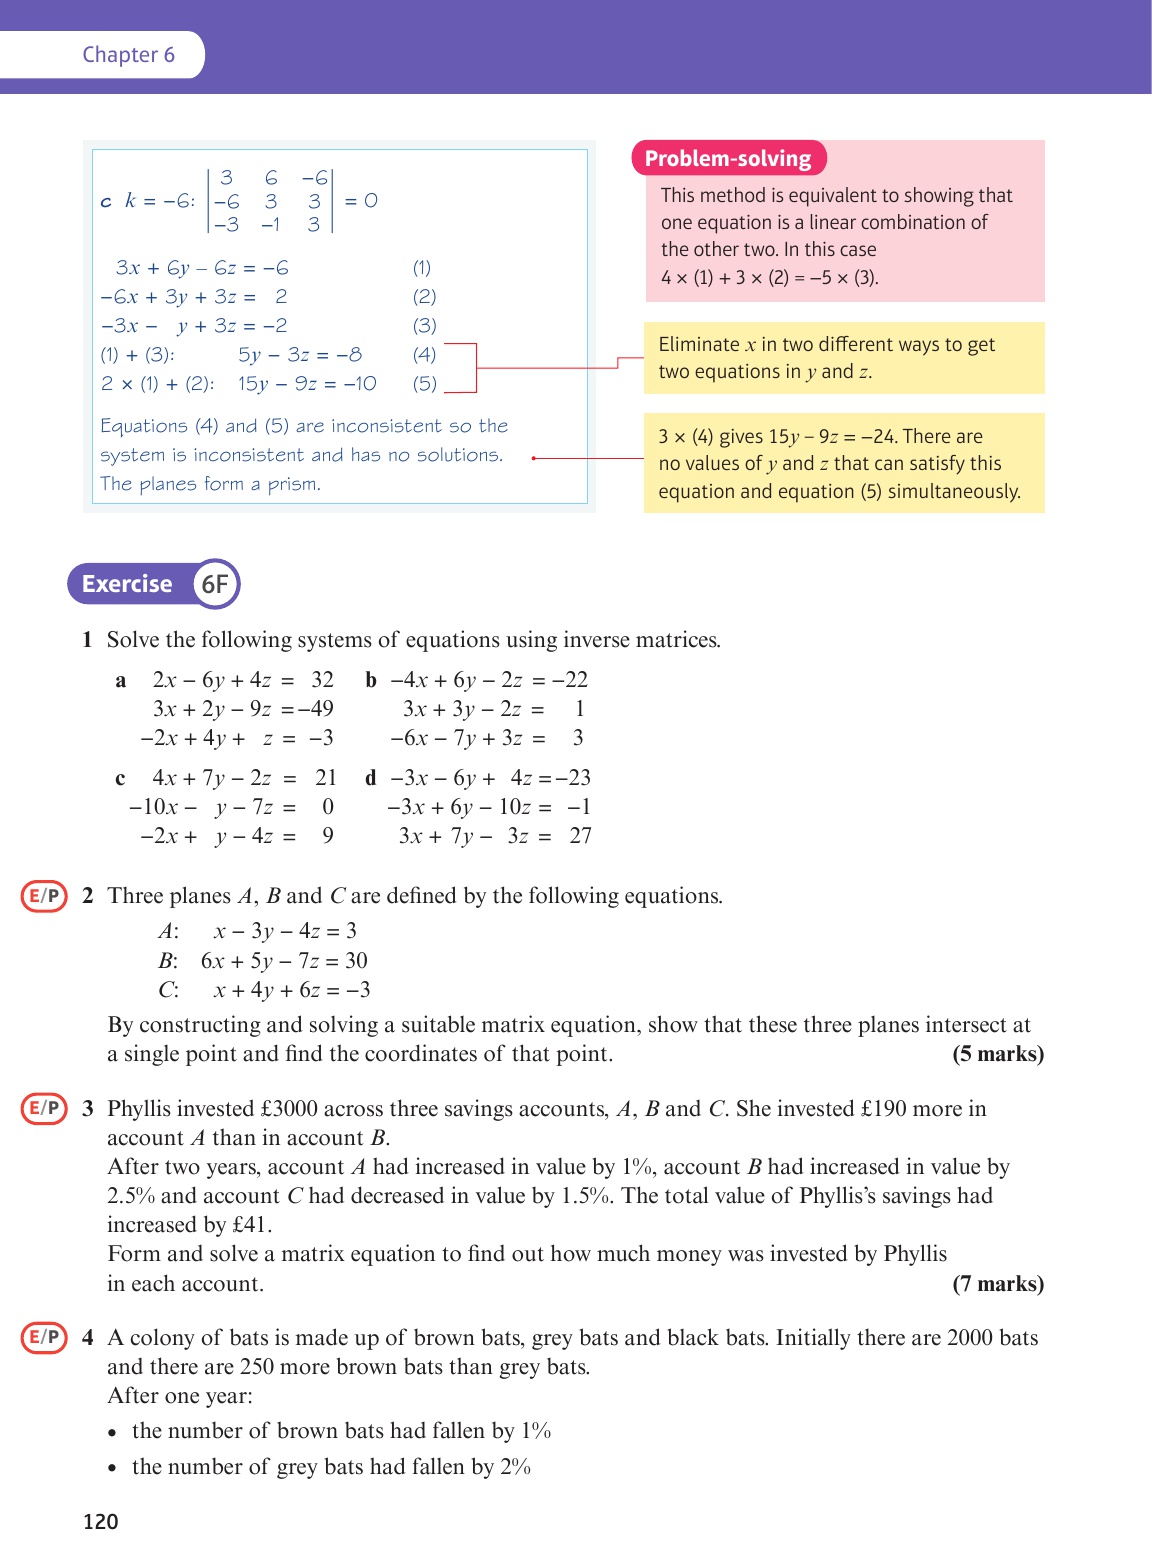 Chapter 6
c k = −6: |3 6 −6|
|−6 3 3| = 0
|−3 −1 3|
3x + 6y − 6z = −6 (1)
−6x + 3y + 3z = 2 (2)
−3x − y + 3z = −2 (3)
(1) + (3): 5y − 3z = −8 (4)
2 × (1) + (2): 15y − 9z = −10 (5)
Equations (4) and (5) are inconsistent so the
system is inconsistent and has no solutions.
The planes form a prism.
Problem-solving
This method is equivalent to showing that
one equation is a linear combination of
the other two. In this case
4 × (1) + 3 × (2) = −5 × (3).
Eliminate x in two different ways to get
two equations in y and z.
3 × (4) gives 15y − 9z = −24. There are
no values of y and z that can satisfy this
equation and equation (5) simultaneously.
Exercise 6F
1 Solve the following systems of equations using inverse matrices.
a 2x − 6y + 4z = 32 b −4x + 6y − 2z = −22
3x + 2y − 9z = −49 3x + 3y − 2z = 1
−2x + 4y + z = −3 −6x − 7y + 3z = 3
c 4x + 7y − 2z = 21 d −3x − 6y + 4z = −23
−10x − y − 7z = 0 −3x + 6y − 10z = −1
−2x + y − 4z = 9 3x + 7y − 3z = 27
E/P 2 Three planes A, B and C are defined by the following equations.
A: x − 3y − 4z = 3
B: 6x + 5y − 7z = 30
C: x + 4y + 6z = −3
By constructing and solving a suitable matrix equation, show that these three planes intersect at
a single point and find the coordinates of that point. (5 marks)
E/P 3 Phyllis invested £3000 across three savings accounts, A, B and C. She invested £190 more in
account A than in account B.
After two years, account A had increased in value by 1%, account B had increased in value by
2.5% and account C had decreased in value by 1.5%. The total value of Phyllis’s savings had
increased by £41.
Form and solve a matrix equation to find out how much money was invested by Phyllis
in each account. (7 marks)
E/P 4 A colony of bats is made up of brown bats, grey bats and black bats. Initially there are 2000 bats
and there are 250 more brown bats than grey bats.
After one year:
• the number of brown bats had fallen by 1%
• the number of grey bats had fallen by 2%
120